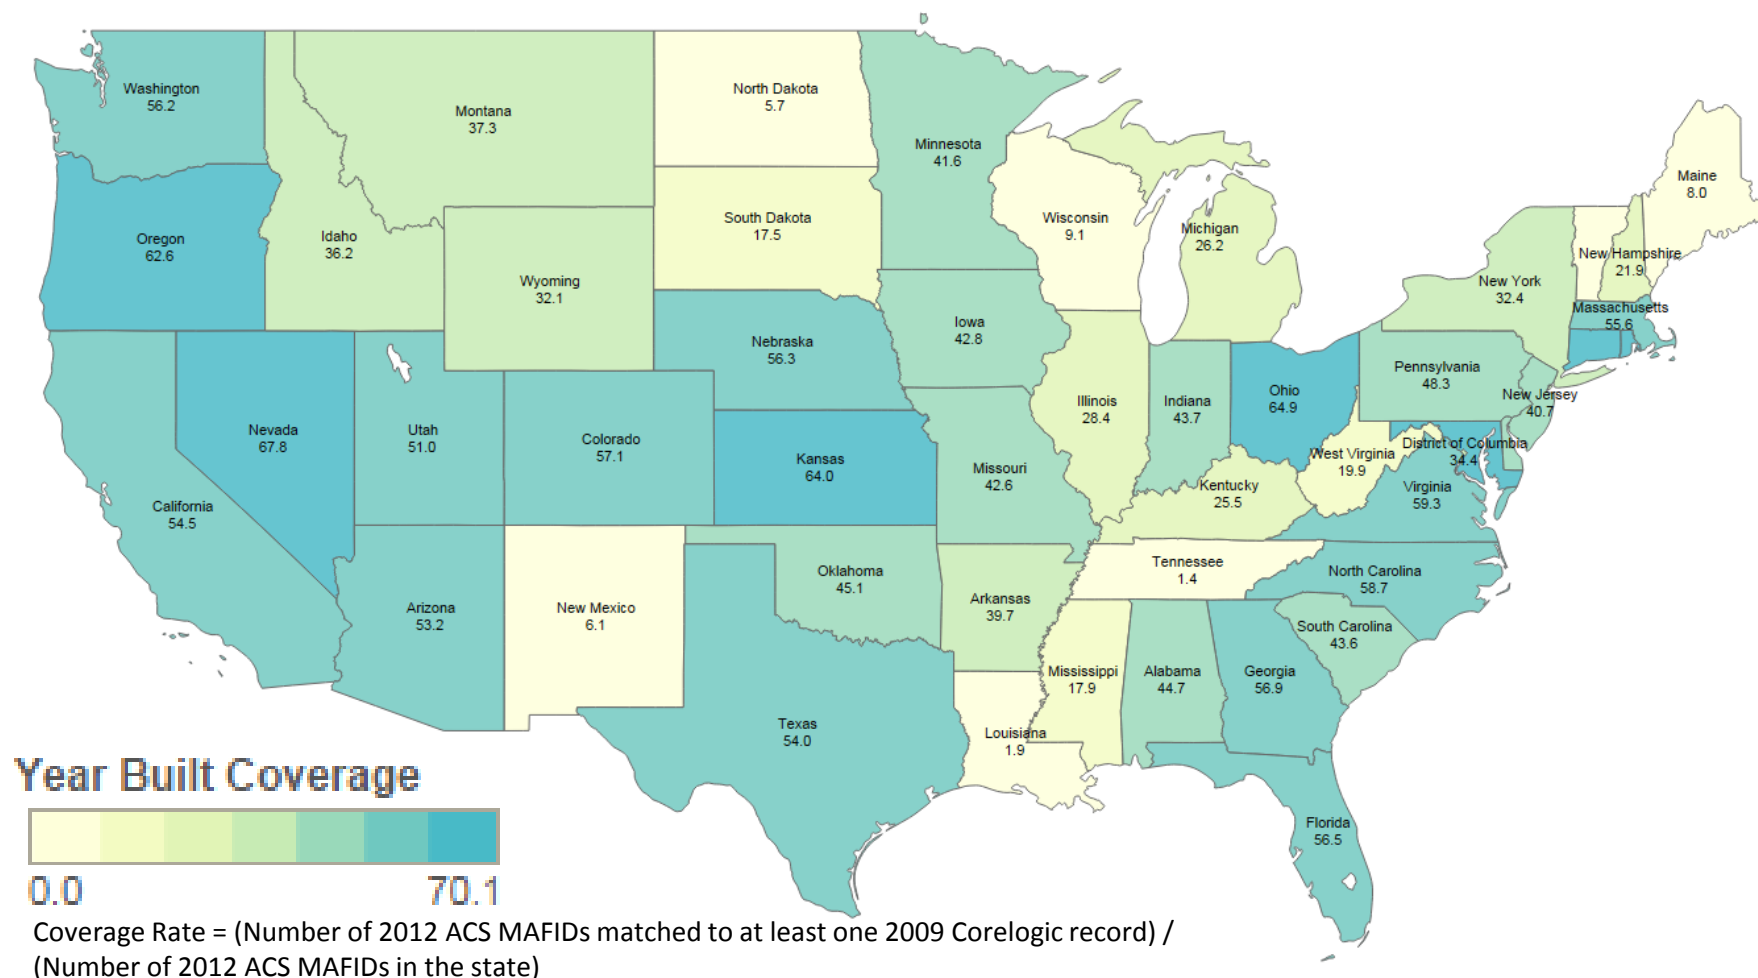 Washington
56.2
Montana
37.3
North Dakota
5.7
Minnesota
41.6
Maine
8.0
Oregon
62.6
Idaho
36.2
Wyoming
32.1
South Dakota
17.5
Wisconsin
9.1
Michigan
26.2
New Hampshire
21.9
New York
32.4
Massachusetts
55.6
Nebraska
56.3
Iowa
42.8
Pennsylvania
48.3
New Jersey
40.7
Nevada
67.8
Utah
51.0
Colorado
57.1
Kansas
64.0
Illinois
28.4
Indiana
43.7
Ohio
64.9
District of Columbia
34.4
West Virginia
19.9
Missouri
42.6
Kentucky
25.5
Virginia
59.3
California
54.5
Arizona
53.2
New Mexico
6.1
Oklahoma
45.1
Arkansas
39.7
Tennessee
1.4
North Carolina
58.7
South Carolina
43.6
Mississippi
17.9
Alabama
44.7
Georgia
56.9
Texas
54.0
Louisiana
1.9
Florida
56.5
Year Built Coverage
0.0
70.1
Coverage Rate = (Number of 2012 ACS MAFIDs matched to at least one 2009 Corelogic record) /
(Number of 2012 ACS MAFIDs in the state)